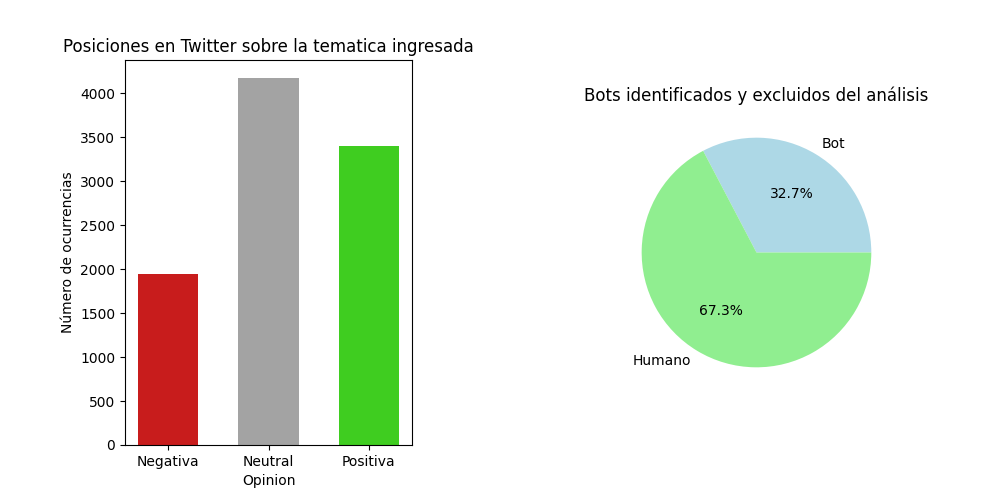 Posiciones en Twitter sobre la tematica ingresada
Número de ocurrencias
4000
3500
3000
2500
2000
1500
1000
500
0
Negativa
Neutral
Positiva
Opinion
Bots identificados y excluidos del análisis
Bot
32.7%
67.3%
Humano